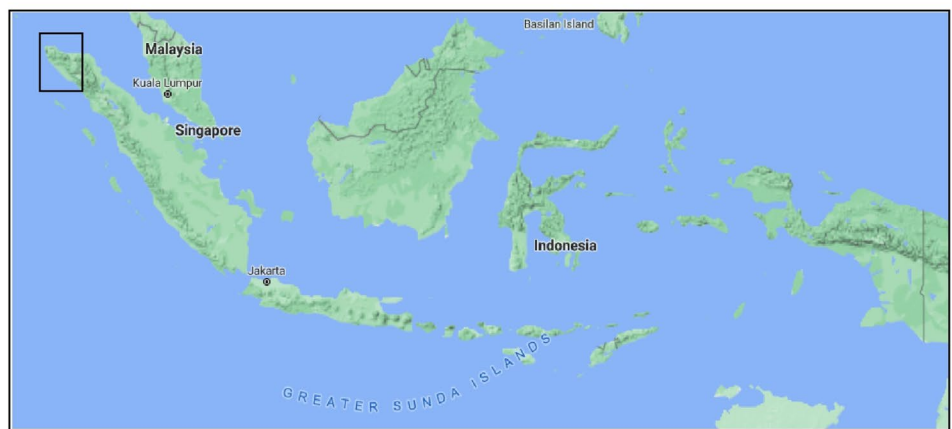 Basilan Island
Malaysia
Kuala Lumpur
Singapore
Indonesia
Jakarta
GREATER SUNDA ISLANDS